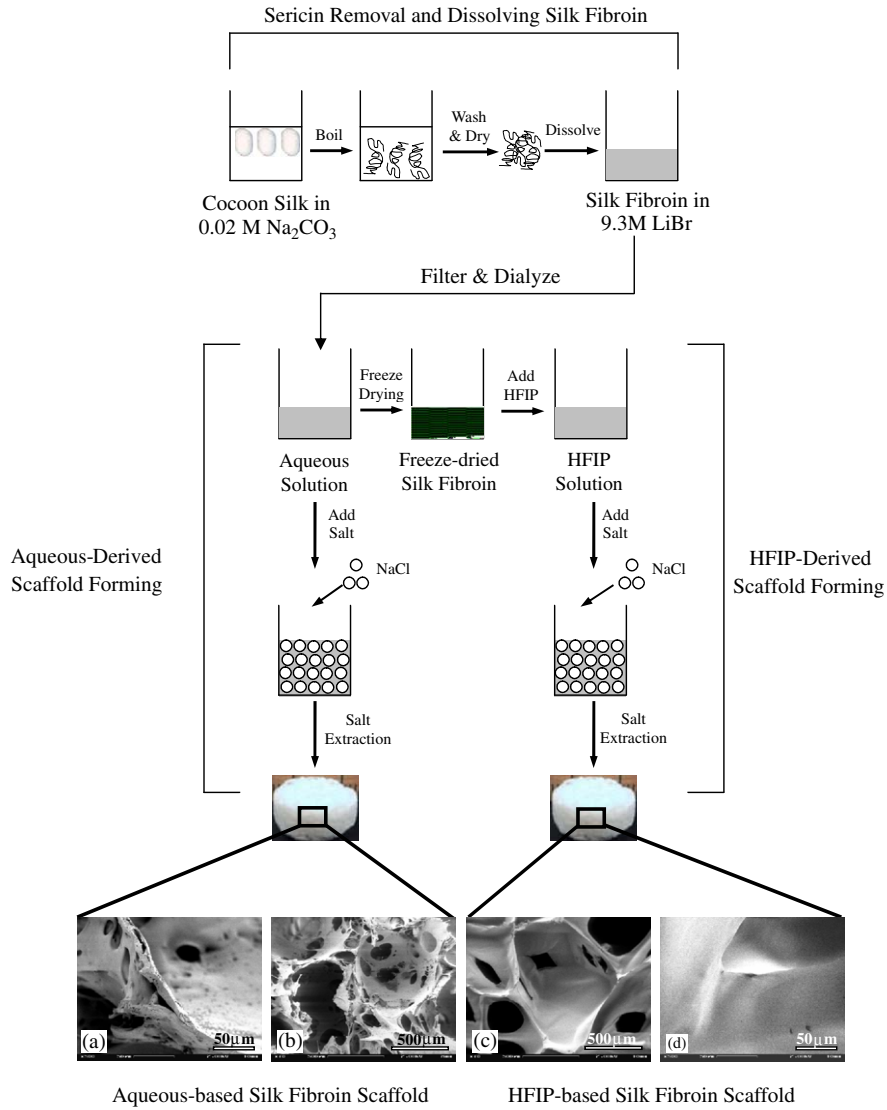 Sericin Removal and Dissolving Silk Fibroin
Boil
Wash
& Dry
Dissolve
Cocoon Silk in
0.02 M Na₂CO₃
Silk Fibroin in
9.3M LiBr
Filter & Dialyze
Freeze
Drying
Add
HFIP
Aqueous
Solution
Freeze-dried
Silk Fibroin
HFIP
Solution
Add
Salt
Add
Salt
Aqueous-Derived
Scaffold Forming
HFIP-Derived
Scaffold Forming
NaCl
NaCl
Salt
Extraction
Salt
Extraction
(a)
50μm
(b)
500μm
(c)
500μm
(d)
50μm
Aqueous-based Silk Fibroin Scaffold
HFIP-based Silk Fibroin Scaffold